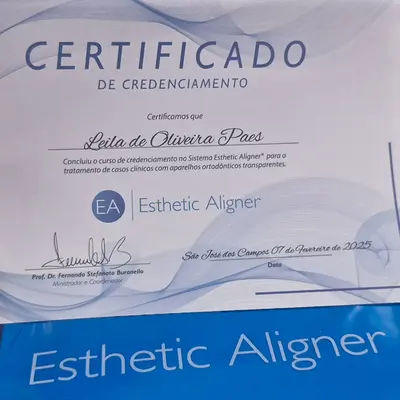 CERTIFICADO
DE CREDENCIAMENTO
Certificamos que
Leila de Oliveira Paes
Concluiu o curso de credenciamento no Sistema Esthetic Aligner® para o
tratamento de casos clínicos com aparelhos ortodônticos transparentes.
EA Esthetic Aligner
São José dos Campos 07 de Fevereiro de 2025
Prof. Dr. Fernando Stefanato Buranello
Data
Ministrador e Coordenador
Esthetic Aligner